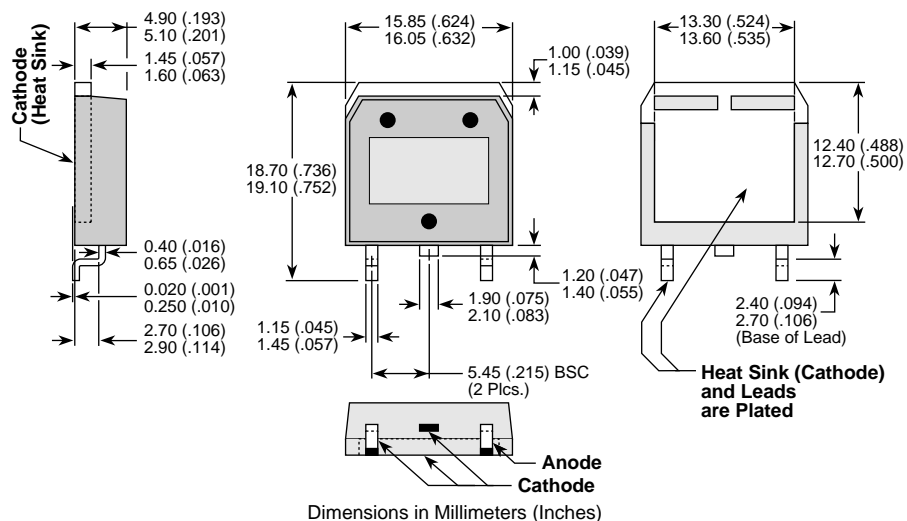 4.90 (.193)
5.10 (.201)
1.45 (.057)
1.60 (.063)
Cathode
(Heat Sink)
0.40 (.016)
0.65 (.026)
0.020 (.001)
0.250 (.010)
2.70 (.106)
2.90 (.114)
15.85 (.624)
16.05 (.632)
1.00 (.039)
1.15 (.045)
18.70 (.736)
19.10 (.752)
1.20 (.047)
1.40 (.055)
1.90 (.075)
2.10 (.083)
1.15 (.045)
1.45 (.057)
5.45 (.215) BSC
(2 Plcs.)
13.30 (.524)
13.60 (.535)
12.40 (.488)
12.70 (.500)
2.40 (.094)
2.70 (.106)
(Base of Lead)
Heat Sink (Cathode)
and Leads
are Plated
Anode
Cathode
Dimensions in Millimeters (Inches)